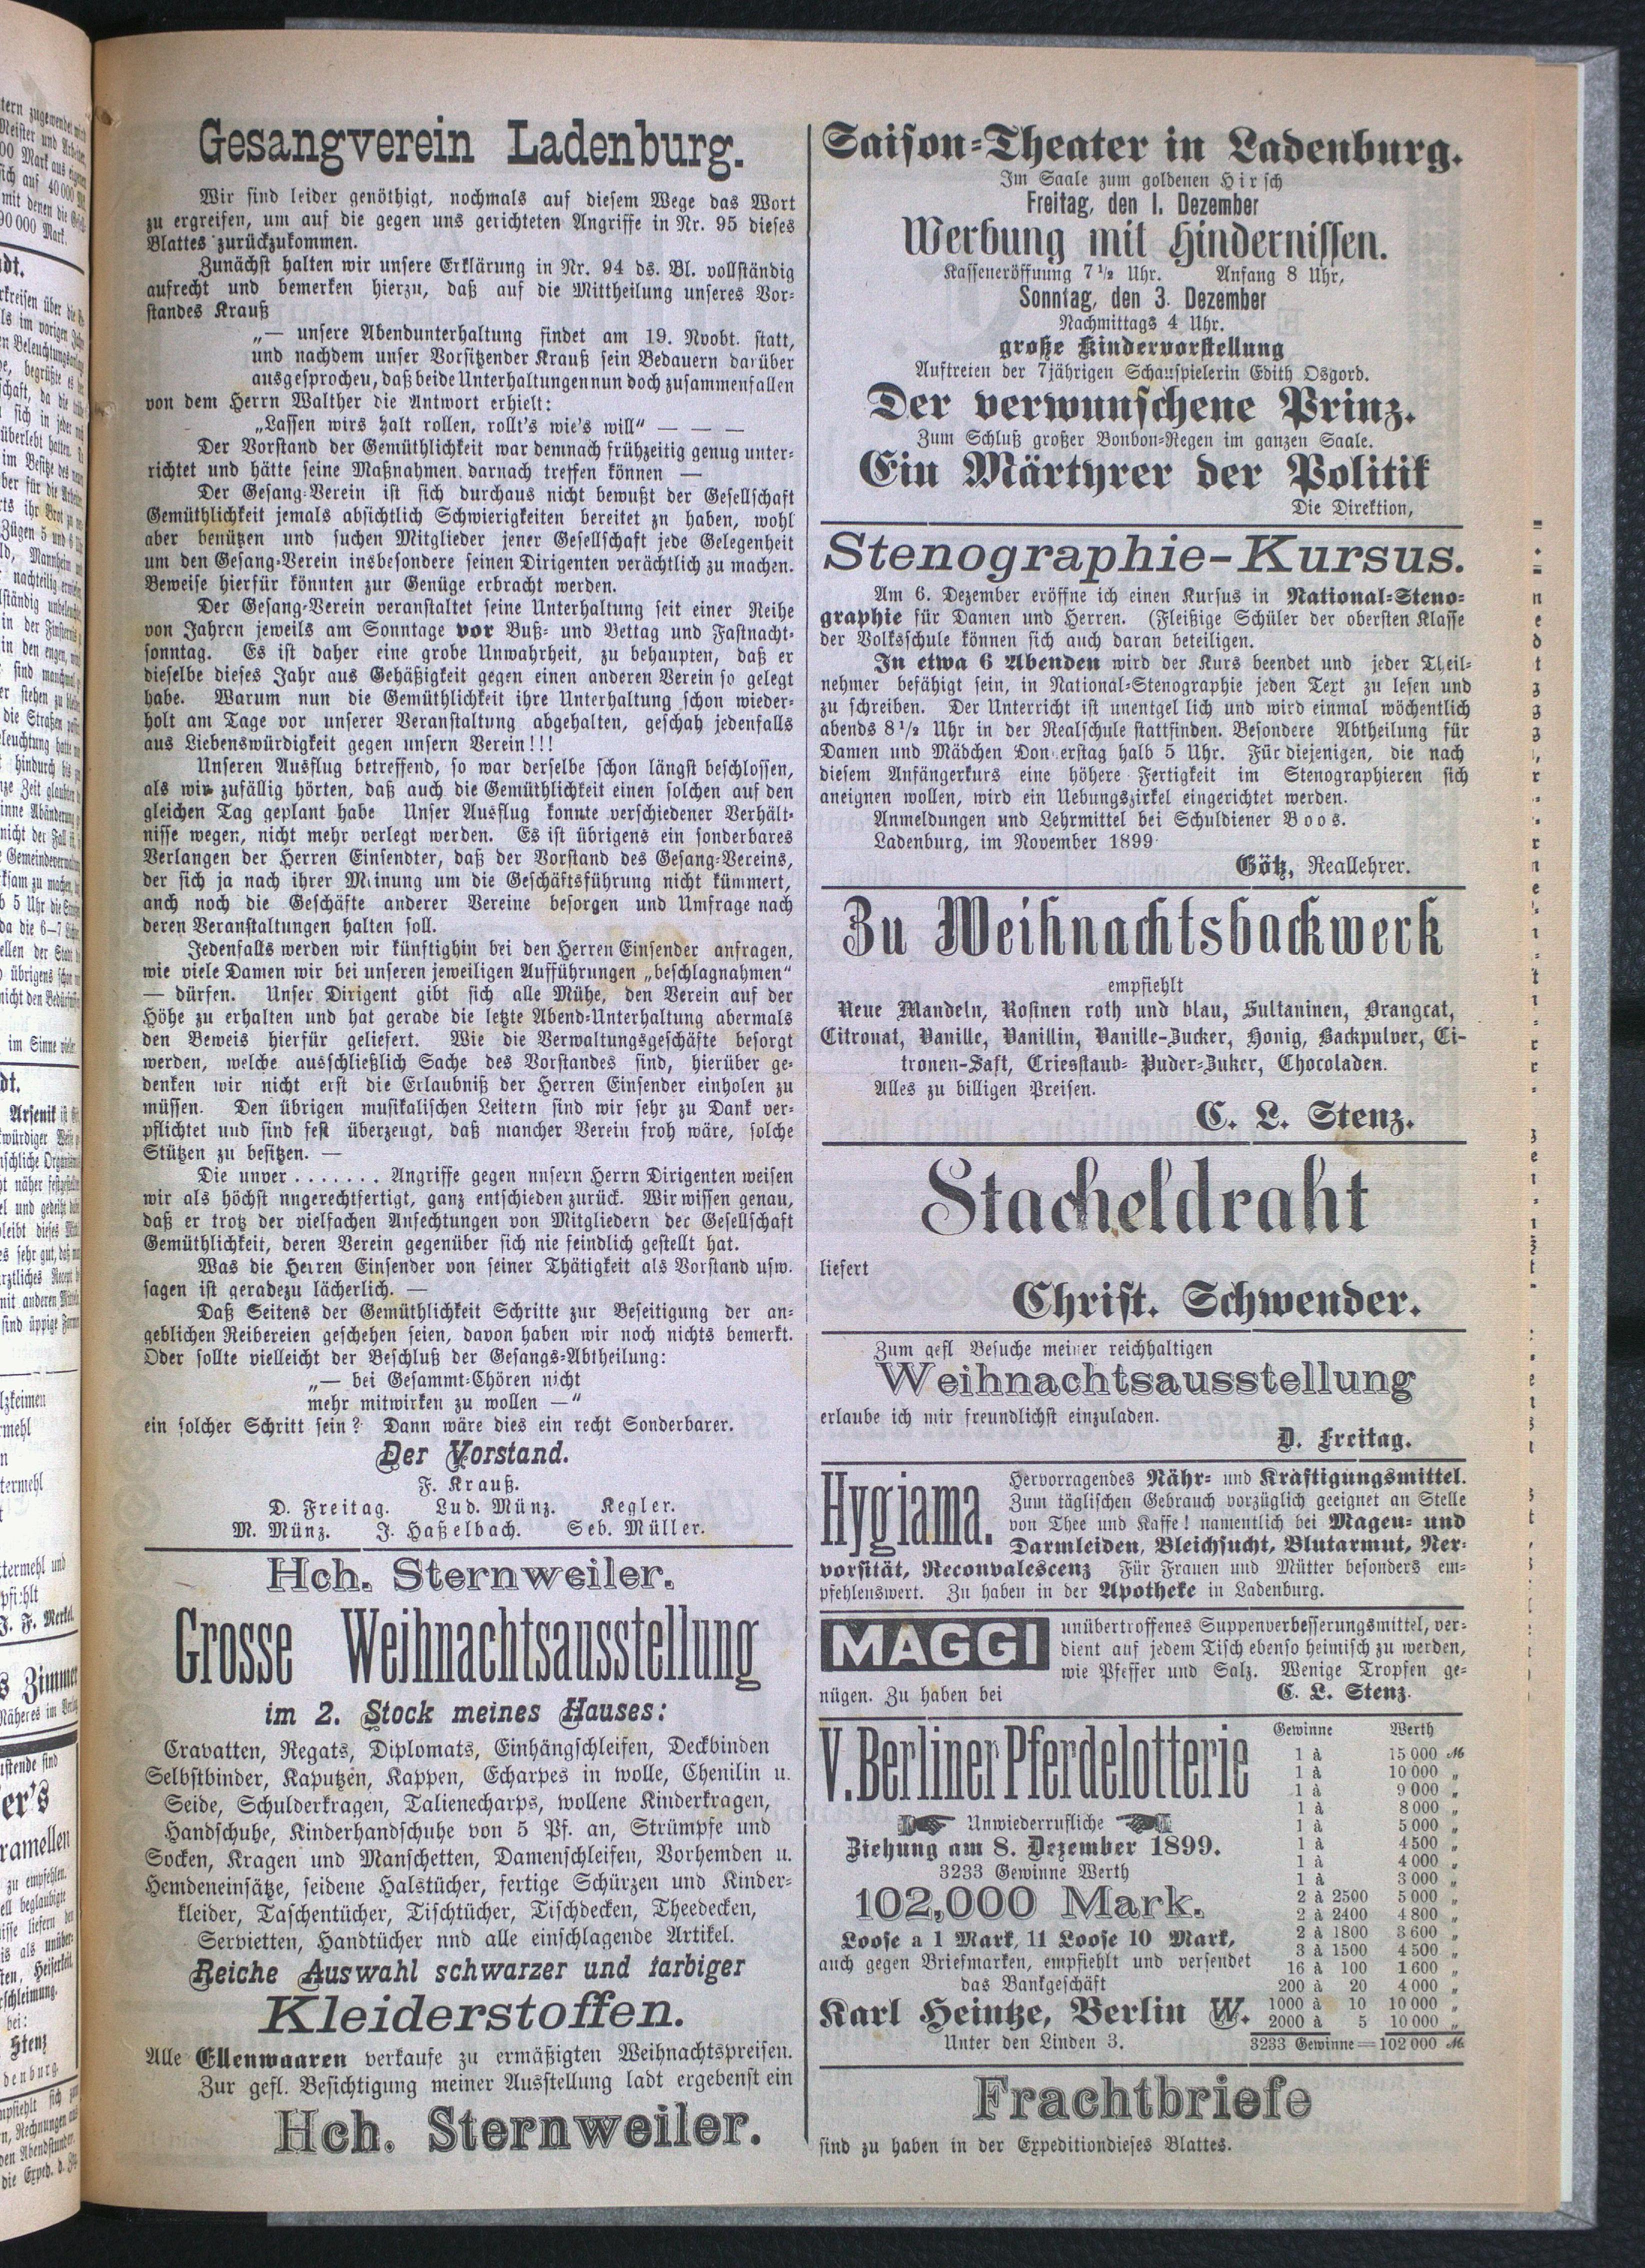 Gesangverein Ladenburg.
Wir sind leider genöthigt, nochmals auf diesem Wege das Wort
zu ergreifen, um auf die gegen uns gerichteten Angriffe in Nr. 95 dieses
Blattes zurückzukommen.
Zunächst halten wir unsere Erklärung in Nr. 94 ds. Bl. vollständig
aufrecht und bemerken hierzu, daß auf die Mittheilung unseres Vor-
standes Krauß
„— unsere Abendunterhaltung findet am 19. Nvobt. statt,
und nachdem unser Vorsitzender Krauß sein Bedauern darüber
ausgesprocheu, daß beide Unterhaltungen nun doch zusammenfallen
von dem Herrn Walther die Antwort erhielt:
„Lassen wirs halt rollen, rollt's wie's will“ — — —
Der Vorstand der Gemüthlichkeit war demnach frühzeitig genug unter-
richtet und hätte seine Maßnahmen darnach treffen können —
Der Gesang-Verein ist sich durchaus nicht bewußt der Gesellschaft
Gemüthlichkeit jemals absichtlich Schwierigkeiten bereitet zu haben, wohl
aber benützen und suchen Mitglieder jener Gesellschaft jede Gelegenheit
um den Gesang-Verein insbesondere seinen Dirigenten verächtlich zu machen.
Beweise hierfür könnten zur Genüge erbracht werden.
Der Gesang-Verein veranstaltet seine Unterhaltung seit einer Reihe
von Jahren jeweils am Sonntage vor Buß- und Bettag und Fastnacht-
sonntag. Es ist daher eine grobe Unwahrheit, zu behaupten, daß er
dieselbe dieses Jahr aus Gehäßigkeit gegen einen anderen Verein so gelegt
habe. Warum nun die Gemüthlichkeit ihre Unterhaltung schon wieder-
holt am Tage vor unserer Veranstaltung abgehalten, geschah jedenfalls
aus Liebenswürdigkeit gegen unsern Verein!!!
Unseren Ausflug betreffend, so war derselbe schon längst beschlossen,
als wir zufällig hörten, daß auch die Gemüthlichkeit einen solchen auf den
gleichen Tag geplant habe Unser Ausflug konnte verschiedener Verhält-
nisse wegen, nicht mehr verlegt werden. Es ist übrigens ein sonderbares
Verlangen der Herren Einsendter, daß der Vorstand des Gesang-Vereins,
der sich ja nach ihrer Meinung um die Geschäftsführung nicht kümmert,
anch noch die Geschäfte anderer Vereine besorgen und Umfrage nach
deren Veranstaltungen halten soll.
Jedenfalls werden wir künftighin bei den Herren Einsender anfragen,
wie viele Damen wir bei unseren jeweiligen Aufführungen „beschlagnahmen“
— dürfen. Unser Dirigent gibt sich alle Mühe, den Verein auf der
Höhe zu erhalten und hat gerade die letzte Abend-Unterhaltung abermals
den Beweis hierfür geliefert. Wie die Verwaltungsgeschäfte besorgt
werden, welche ausschließlich Sache des Vorstandes sind, hierüber ge-
denken wir nicht erst die Erlaubniß der Herren Einsender einholen zu
müssen. Den übrigen musikalischen Leitern sind wir sehr zu Dank ver-
pflichtet und sind fest überzeugt, daß mancher Verein froh wäre, solche
Stützen zu besitzen. —
Die unver . . . . . . . Angriffe gegen nnsern Herrn Dirigenten weisen
wir als höchst nngerechtfertigt, ganz entschieden zurück. Wir wissen genau,
daß er trotz der vielfachen Anfechtungen von Mitgliedern der Gesellschaft
Gemüthlichkeit, deren Verein gegenüber sich nie feindlich gestellt hat.
Was die Herren Einsender von seiner Thätigkeit als Vorstand usw.
sagen ist geradezu lächerlich. —
Daß Seitens der Gemüthlichkeit Schritte zur Beseitigung der an-
geblichen Reibereien geschehen seien, davon haben wir noch nichts bemerkt.
Oder sollte vielleicht der Beschluß der Gesangs-Abtheilung:
„— bei Gesammt-Chören nicht
mehr mitwirken zu wollen —“
ein solcher Schritt sein? Dann wäre dies ein recht Sonderbarer.
Der Vorstand.
F. Krauß.
D. Freitag. Lud. Münz. Kegler.
M. Münz. J. Haßelbach. Seb. Müller.
Hch. Sternweiler.
Grosse Weihnachtsausstellung
im 2. Stock meines Hauses:
Cravatten, Regats, Diplomats, Einhängschleifen, Deckbinden
Selbstbinder, Kaputzen, Kappen, Echarpes in wolle, Chenilin u.
Seide, Schulderkragen, Talienecharps, wollene Kinderkragen,
Handschuhe, Kinderhandschuhe von 5 Pf. an, Strümpfe und
Socken, Kragen und Manschetten, Damenschleifen, Vorhemden u.
Hemdeneinsätze, seidene Halstücher, fertige Schürzen und Kinder-
kleider, Taschentücher, Tischtücher, Tischdecken, Theedecken,
Servietten, Handtücher nnd alle einschlagende Artikel.
Reiche Auswahl schwarzer und farbiger
Kleiderstoffen.
Alle Ellenwaaren verkaufe zu ermäßigten Weihnachtspreisen.
Zur gefl. Besichtigung meiner Ausstellung ladt ergebenst ein
Hch. Sternweiler.
Saison-Theater in Ladenburg.
Im Saale zum goldenen Hirsch
Freitag, den 1. Dezember
Werbung mit Hindernissen.
Kasseneröffnung 7 1/2 Uhr. Anfang 8 Uhr,
Sonntag, den 3. Dezember
Nachmittags 4 Uhr.
große Kindervorstellung
Auftreten der 7jährigen Schauspielerin Edith Osgord.
Der verwunschene Prinz.
Zum Schluß großer Bonbon-Regen im ganzen Saale.
Ein Märtyrer der Politik
Die Direktion,
Stenographie-Kursus.
Am 6. Dezember eröffne ich einen Kursus in National-Steno-
graphie für Damen und Herren. (Fleißige Schüler der obersten Klasse
der Volksschule können sich auch daran beteiligen.
In etwa 6 Abenden wird der Kurs beendet und jeder Theil-
nehmer befähigt sein, in National-Stenographie jeden Text zu lesen und
zu schreiben. Der Unterricht ist unentgel lich und wird einmal wöchentlich
abends 8 1/2 Uhr in der Realschule stattfinden. Besondere Abtheilung für
Damen und Mädchen Don erstag halb 5 Uhr. Für diejenigen, die nach
diesem Anfängerkurs eine höhere Fertigkeit im Stenographieren sich
aneignen wollen, wird ein Uebungszirkel eingerichtet werden.
Anmeldungen und Lehrmittel bei Schuldiener Boos.
Ladenburg, im November 1899
Götz, Reallehrer.
Zu Weihnachtsbackwerk
empfiehlt
Neue Mandeln, Rosinen roth und blau, Sultaninen, Orangcat,
Citronat, Vanille, Vanillin, Vanille-Zucker, Honig, Backpulver, Ci-
tronen-Saft, Criesstaub- Puder-Zuker, Chocoladen.
Alles zu billigen Preisen.
C. L. Stenz.
Stacheldraht
liefert
Christ. Schwender.
Zum gefl Besuche meiner reichhaltigen
Weihnachtsausstellung
erlaube ich mir freundlichst einzuladen.
D. Freitag.
Hygiama.
Hervorragendes Nähr- und Kräftigungsmittel.
Zum täglischen Gebrauch vorzüglich geeignet an Stelle
von Thee und Kaffe! namentlich bei Magen- und
Darmleiden, Bleichsucht, Blutarmut, Ner-
vorsität, Reconvalescenz Für Frauen und Mütter besonders em-
pfehlenswert. Zu haben in der Apotheke in Ladenburg.
MAGGI
unübertroffenes Suppenverbesserungsmittel, ver-
dient auf jedem Tisch ebenso heimisch zu werden,
wie Pfeffer und Salz. Wenige Tropfen ge-
nügen. Zu haben bei C. L. Stenz.
V. Berliner Pferdelotterie
Unwiederrufliche
Ziehung am 8. Dezember 1899.
3233 Gewinne Werth
102,000 Mark.
Loose a 1 Mark, 11 Loose 10 Mark,
auch gegen Briefmarken, empfiehlt und versendet
das Bankgeschäft
Karl Heintze, Berlin W.
Unter den Linden 3.
Gewinne Werth
1 à 15 000 M
1 à 10 000 „
1 à 9 000 „
1 à 8 000 „
1 à 5 000 „
1 à 4 500 „
1 à 4 000 „
1 à 3 000 „
2 à 2500 5 000 „
2 à 2400 4 800 „
2 à 1800 3 600 „
3 à 1500 4 500 „
16 à 100 1 600 „
200 à 20 4 000 „
1000 à 10 10 000 „
2000 à 5 10 000 „
3233 Gewinne = 102 000 M
Frachtbriefe
sind zu haben in der Expeditiondieses Blattes.